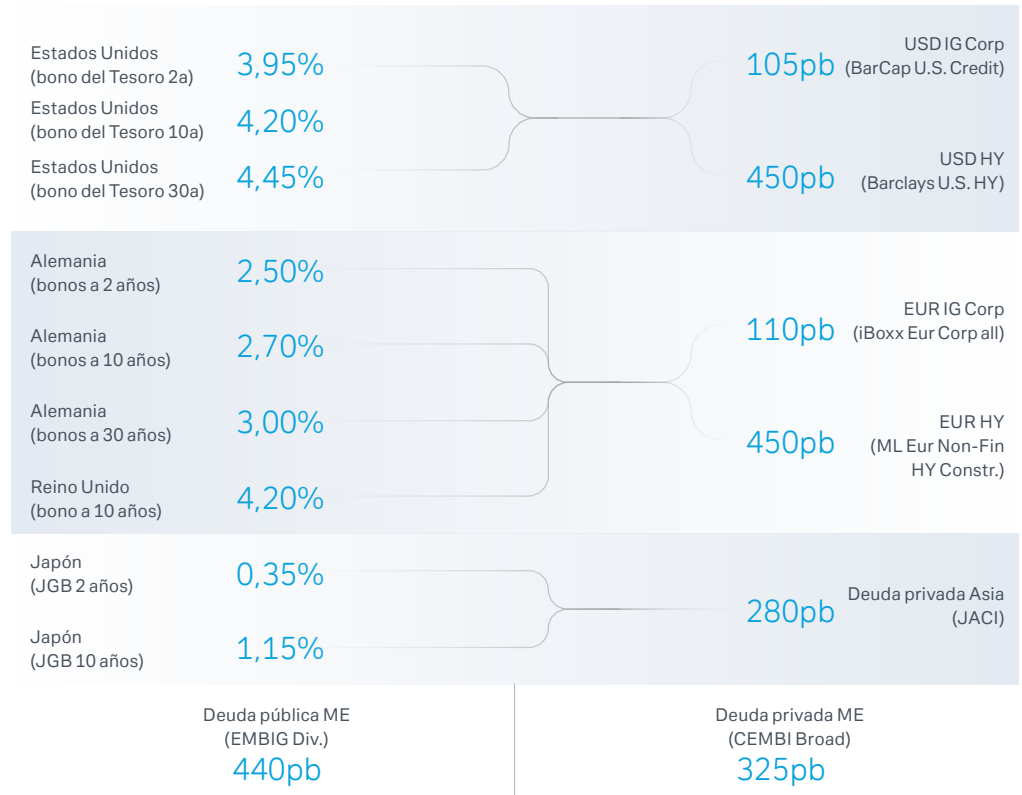 Estados Unidos
(bono del Tesoro 2a)
3,95%
Estados Unidos
(bono del Tesoro 10a)
4,20%
Estados Unidos
(bono del Tesoro 30a)
4,45%
105pb
USD IG Corp
(BarCap U.S. Credit)
450pb
USD HY
(Barclays U.S. HY)
Alemania
(bonos a 2 años)
2,50%
Alemania
(bonos a 10 años)
2,70%
Alemania
(bonos a 30 años)
3,00%
Reino Unido
(bono a 10 años)
4,20%
110pb
EUR IG Corp
(iBoxx Eur Corp all)
450pb
EUR HY
(ML Eur Non-Fin
HY Constr.)
Japón
(JGB 2 años)
0,35%
Japón
(JGB 10 años)
1,15%
280pb
Deuda privada Asia
(JACI)
Deuda pública ME
(EMBIG Div.)
440pb
Deuda privada ME
(CEMBI Broad)
325pb